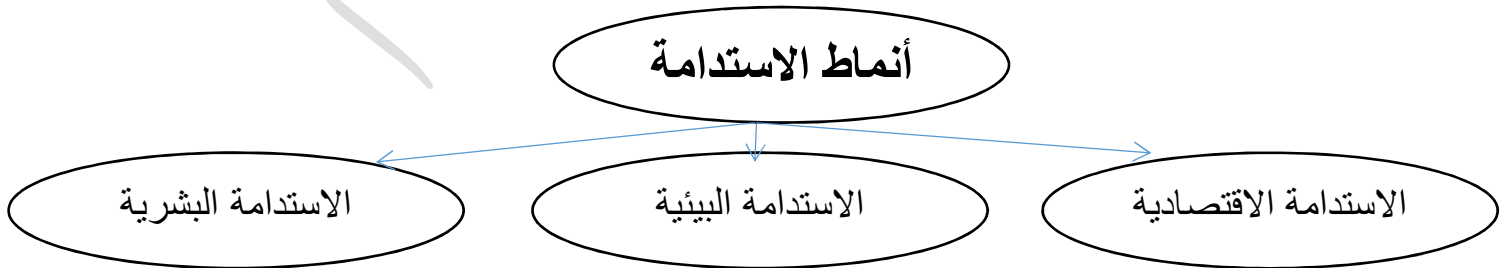 أنماط الاستدامة
الاستدامة الاقتصادية
الاستدامة البيئية
الاستدامة البشرية